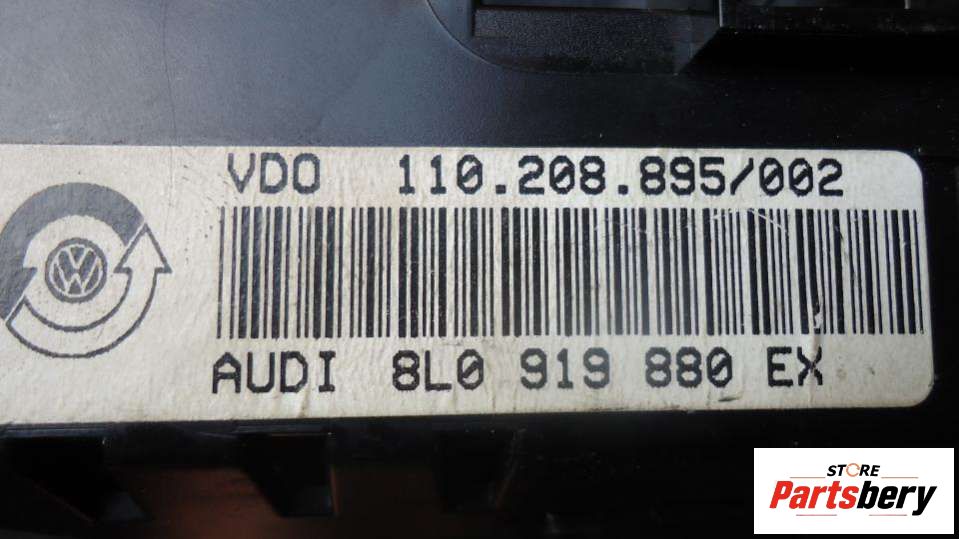 VDO 110.208.895/002
AUDI 8L0 919 880 EX
STORE
Partsbery